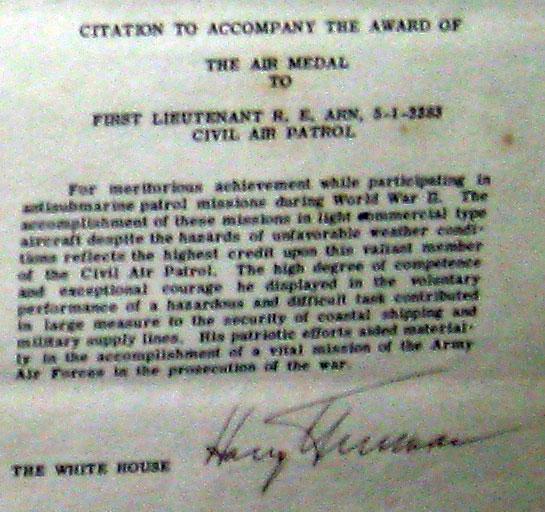 CITATION TO ACCOMPANY THE AWARD OF
THE AIR MEDAL
TO
FIRST LIEUTENANT R. E. ARN, 5-1-2283
CIVIL AIR PATROL
For meritorious achievement while participating in
antisubmarine patrol missions during World War II. The
accomplishment of these missions in light commercial type
aircraft despite the hazards of unfavorable weather condi-
tions reflects the highest credit upon this valiant member
of the Civil Air Patrol. The high degree of competence
and exceptional courage he displayed in the voluntary
performance of a hazardous and difficult task contributed
in large measure to the security of coastal shipping and
military supply lines. His patriotic efforts aided material-
ly in the accomplishment of a vital mission of the Army
Air Forces in the prosecution of the war.
Harry Truman
THE WHITE HOUSE